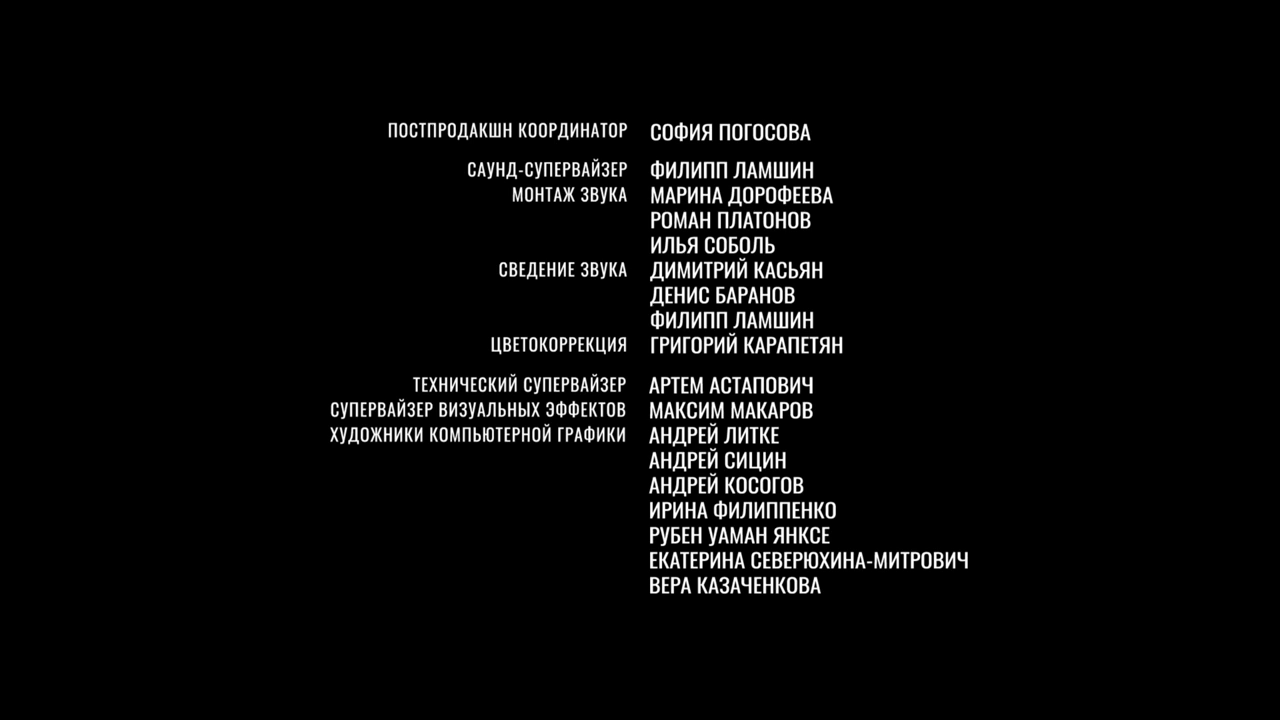 ПОСТПРОДАКШН КООРДИНАТОР СОФИЯ ПОГОСОВА
САУНД-СУПЕРВАЙЗЕР ФИЛИПП ЛАМШИН
МОНТАЖ ЗВУКА МАРИНА ДОРОФЕЕВА
РОМАН ПЛАТОНОВ
ИЛЬЯ СОБОЛЬ
СВЕДЕНИЕ ЗВУКА ДИМИТРИЙ КАСЬЯН
ДЕНИС БАРАНОВ
ФИЛИПП ЛАМШИН
ЦВЕТОКОРРЕКЦИЯ ГРИГОРИЙ КАРАПЕТЯН
ТЕХНИЧЕСКИЙ СУПЕРВАЙЗЕР АРТЕМ АСТАПОВИЧ
СУПЕРВАЙЗЕР ВИЗУАЛЬНЫХ ЭФФЕКТОВ МАКСИМ МАКАРОВ
ХУДОЖНИКИ КОМПЬЮТЕРНОЙ ГРАФИКИ АНДРЕЙ ЛИТКЕ
АНДРЕЙ СИЦИН
АНДРЕЙ КОСОГОВ
ИРИНА ФИЛИППЕНКО
РУБЕН УАМАН ЯНКСЕ
ЕКАТЕРИНА СЕВЕРЮХИНА-МИТРОВИЧ
ВЕРА КАЗАЧЕНКОВА